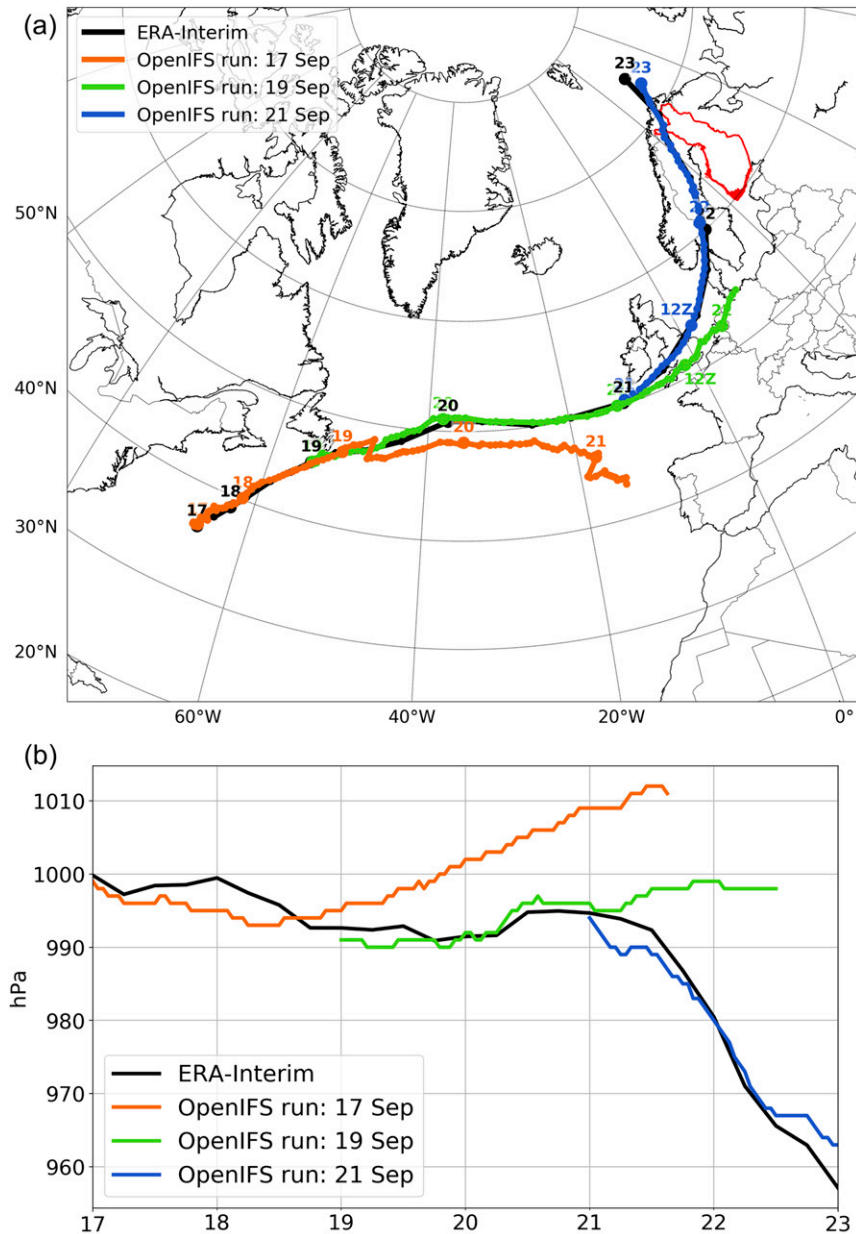 (a)
ERA-Interim
OpenIFS run: 17 Sep
OpenIFS run: 19 Sep
OpenIFS run: 21 Sep
23
23
50°N
22
12Z
22
40°N
21
12Z
20
19
19
20
21
18
18
17
30°N
20°N
60°W
40°W
20°W
0°
(b)
1010
1000
990
980
970
960
hPa
ERA-Interim
OpenIFS run: 17 Sep
OpenIFS run: 19 Sep
OpenIFS run: 21 Sep
17
18
19
20
21
22
23